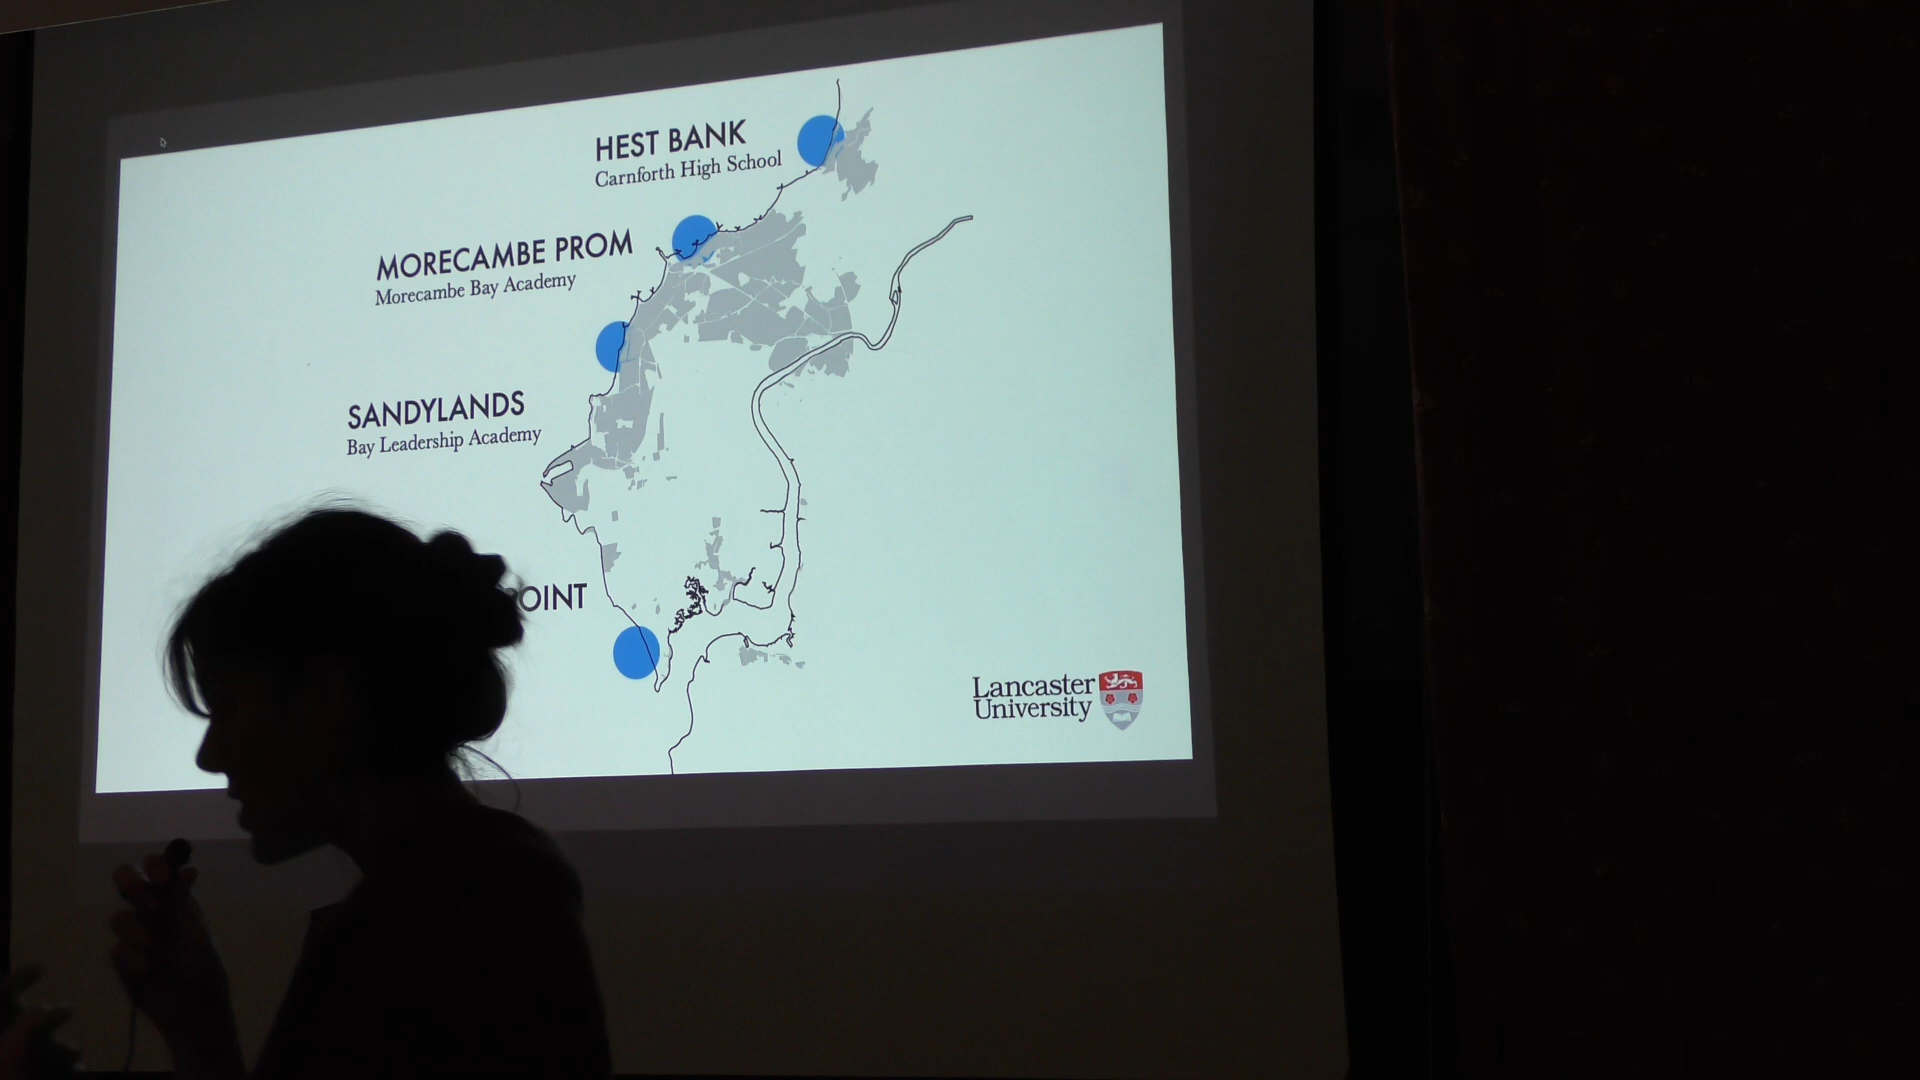 HEST BANK
Carnforth High School
MORECAMBE PROM
Morecambe Bay Academy
SANDYLANDS
Bay Leadership Academy
OINT
Lancaster
University